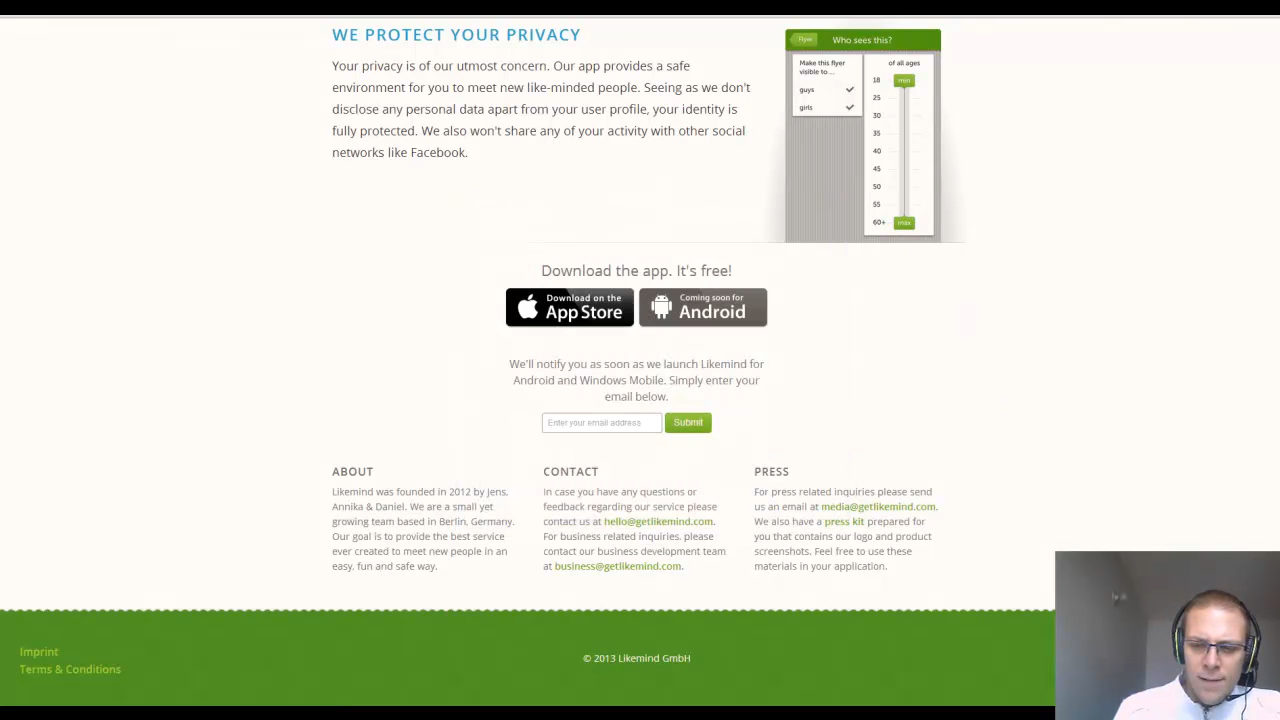 WE PROTECT YOUR PRIVACY
Your privacy is of our utmost concern. Our app provides a safe
environment for you to meet new like-minded people. Seeing as we don't
disclose any personal data apart from your user profile, your identity is
fully protected. We also won't share any of your activity with other social
networks like Facebook.
Flyer
Who sees this?
Make this flyer
visible to ...
guys
girls
of all ages
18
min
25
30
35
40
45
50
55
60+
max
Download the app. It's free!
Download on the
App Store
Coming soon for
Android
We'll notify you as soon as we launch Likemind for
Android and Windows Mobile. Simply enter your
email below.
Enter your email address
Submit
ABOUT
Likemind was founded in 2012 by Jens,
Annika & Daniel. We are a small yet
growing team based in Berlin, Germany.
Our goal is to provide the best service
ever created to meet new people in an
easy, fun and safe way.
CONTACT
In case you have any questions or
feedback regarding our service please
contact us at hello@getlikemind.com.
For business related inquiries, please
contact our business development team
at business@getlikemind.com.
PRESS
For press related inquiries please send
us an email at media@getlikemind.com.
We also have a press kit prepared for
you that contains our logo and product
screenshots. Feel free to use these
materials in your application.
Imprint
Terms & Conditions
© 2013 Likemind GmbH